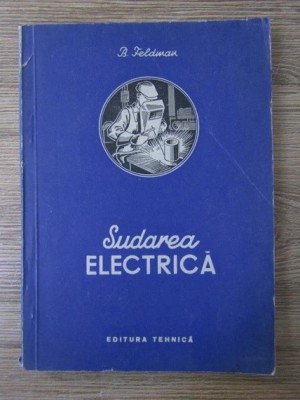 B. Feldman
Sudarea
ELECTRICĂ
EDITURA TEHNICĂ